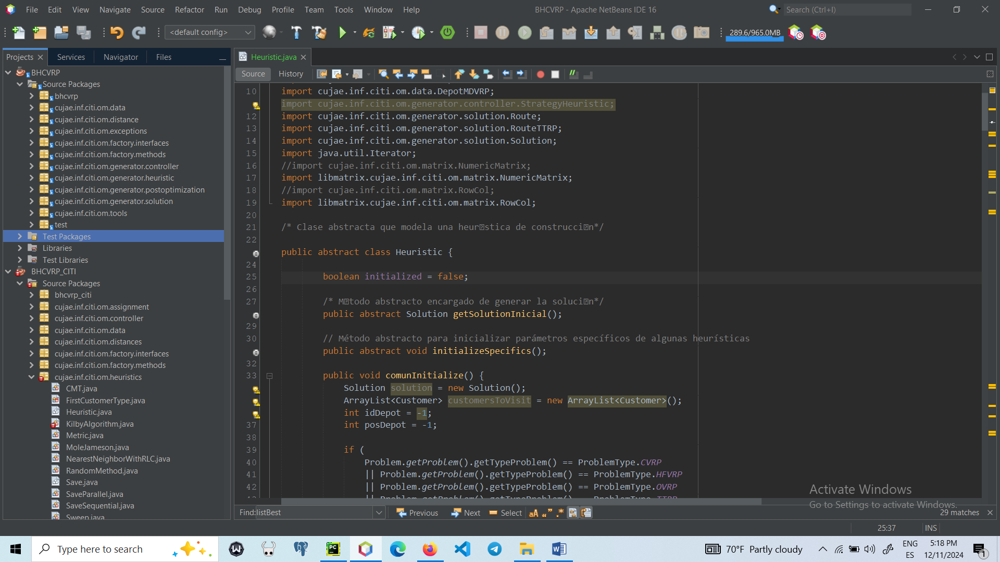 File Edit View Navigate Source Refactor Run Debug Profile Team Tools Window Help
BHCVRP - Apache NetBeans IDE 16
Search (Ctrl+I)
<default config>
289.6/965.0MB
Projects Services Navigator Files
BHCVRP
Source Packages
bhcvrp
cujae.inf.citi.om.data
cujae.inf.citi.om.distance
cujae.inf.citi.om.exceptions
cujae.inf.citi.om.factory.interfaces
cujae.inf.citi.om.factory.methods
cujae.inf.citi.om.generator.controller
cujae.inf.citi.om.generator.heuristic
cujae.inf.citi.om.generator.postoptimization
cujae.inf.citi.om.generator.solution
cujae.inf.citi.om.tools
test
Test Packages
Libraries
Test Libraries
BHCVRP_CITI
Source Packages
bhcvrp_citi
cujae.inf.citi.om.assignment
cujae.inf.citi.om.controller
cujae.inf.citi.om.data
cujae.inf.citi.om.distances
cujae.inf.citi.om.factory.interfaces
cujae.inf.citi.om.factory.methods
cujae.inf.citi.om.heuristics
CMT.java
FirstCustomerType.java
Heuristic.java
KilbyAlgorithm.java
Metric.java
MoleJameson.java
NearestNeighborWithRLC.java
RandomMethod.java
Save.java
SaveParallel.java
SaveSequential.java
Sweep.java
Heuristic.java
Source History
10 import cujae.inf.citi.om.data.DepotMDVRP;
import cujae.inf.citi.om.generator.controller.StrategyHeuristic;
12 import cujae.inf.citi.om.generator.solution.Route;
13 import cujae.inf.citi.om.generator.solution.RouteTTRP;
14 import cujae.inf.citi.om.generator.solution.Solution;
15 import java.util.Iterator;
16 //import cujae.inf.citi.om.matrix.NumericMatrix;
17 import libmatrix.cujae.inf.citi.om.matrix.NumericMatrix;
18 //import cujae.inf.citi.om.matrix.RowCol;
19 import libmatrix.cujae.inf.citi.om.matrix.RowCol;
20
21 /* Clase abstracta que modela una heur�stica de construcci�n*/
22
public abstract class Heuristic {
24
25 boolean initialized = false;
26
27 /* M�todo abstracto encargado de generar la soluci�n*/
public abstract Solution getSolutionInicial();
29
30 // Método abstracto para inicializar parámetros específicos de algunas heurísticas
public abstract void initializeSpecifics();
32
33 public void comunInitialize() {
Solution solution = new Solution();
ArrayList<Customer> customersToVisit = new ArrayList<Customer>();
int idDepot = -1;
37 int posDepot = -1;
38
39 if (
40 Problem.getProblem().getTypeProblem() == ProblemType.CVRP
41 || Problem.getProblem().getTypeProblem() == ProblemType.HFVRP
42 || Problem.getProblem().getTypeProblem() == ProblemType.OVRP
43 || Problem.getProblem().getTypeProblem() == ProblemType.TTRP
Activate Windows
Go to Settings to activate Windows.
Find: listBest Previous Next Select 29 matches
25:37 INS
Type here to search
70°F Partly cloudy
ENG
ES
5:18 PM
12/11/2024
1